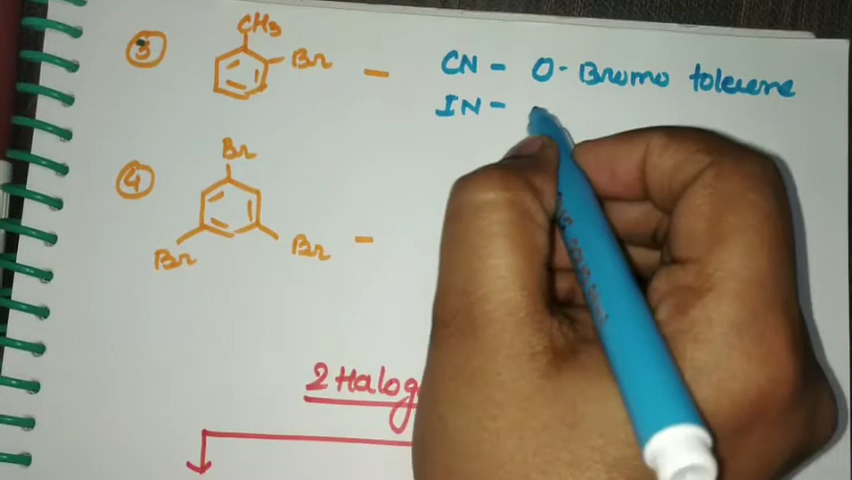 ③ CH3
Br - CN - O-Bromo toluene
IN -
④ Br
Br Br -
2 Halog